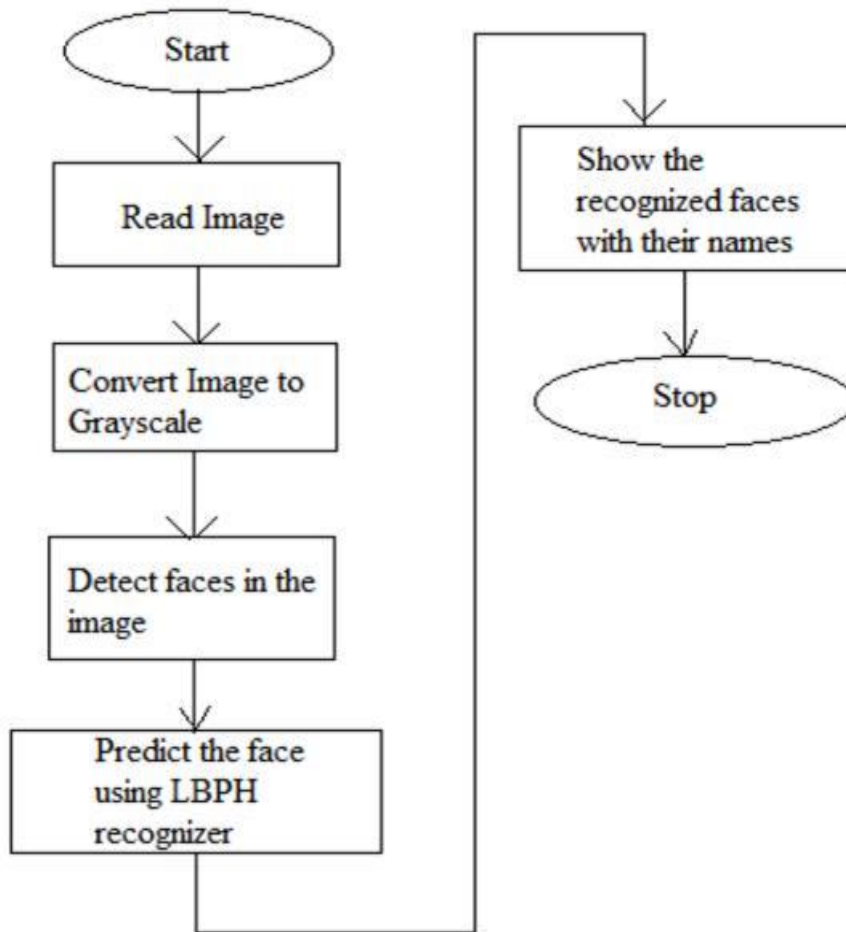 Start
Read Image
Convert Image to
Grayscale
Detect faces in the
image
Predict the face
using LBPH
recognizer
Show the
recognized faces
with their names
Stop